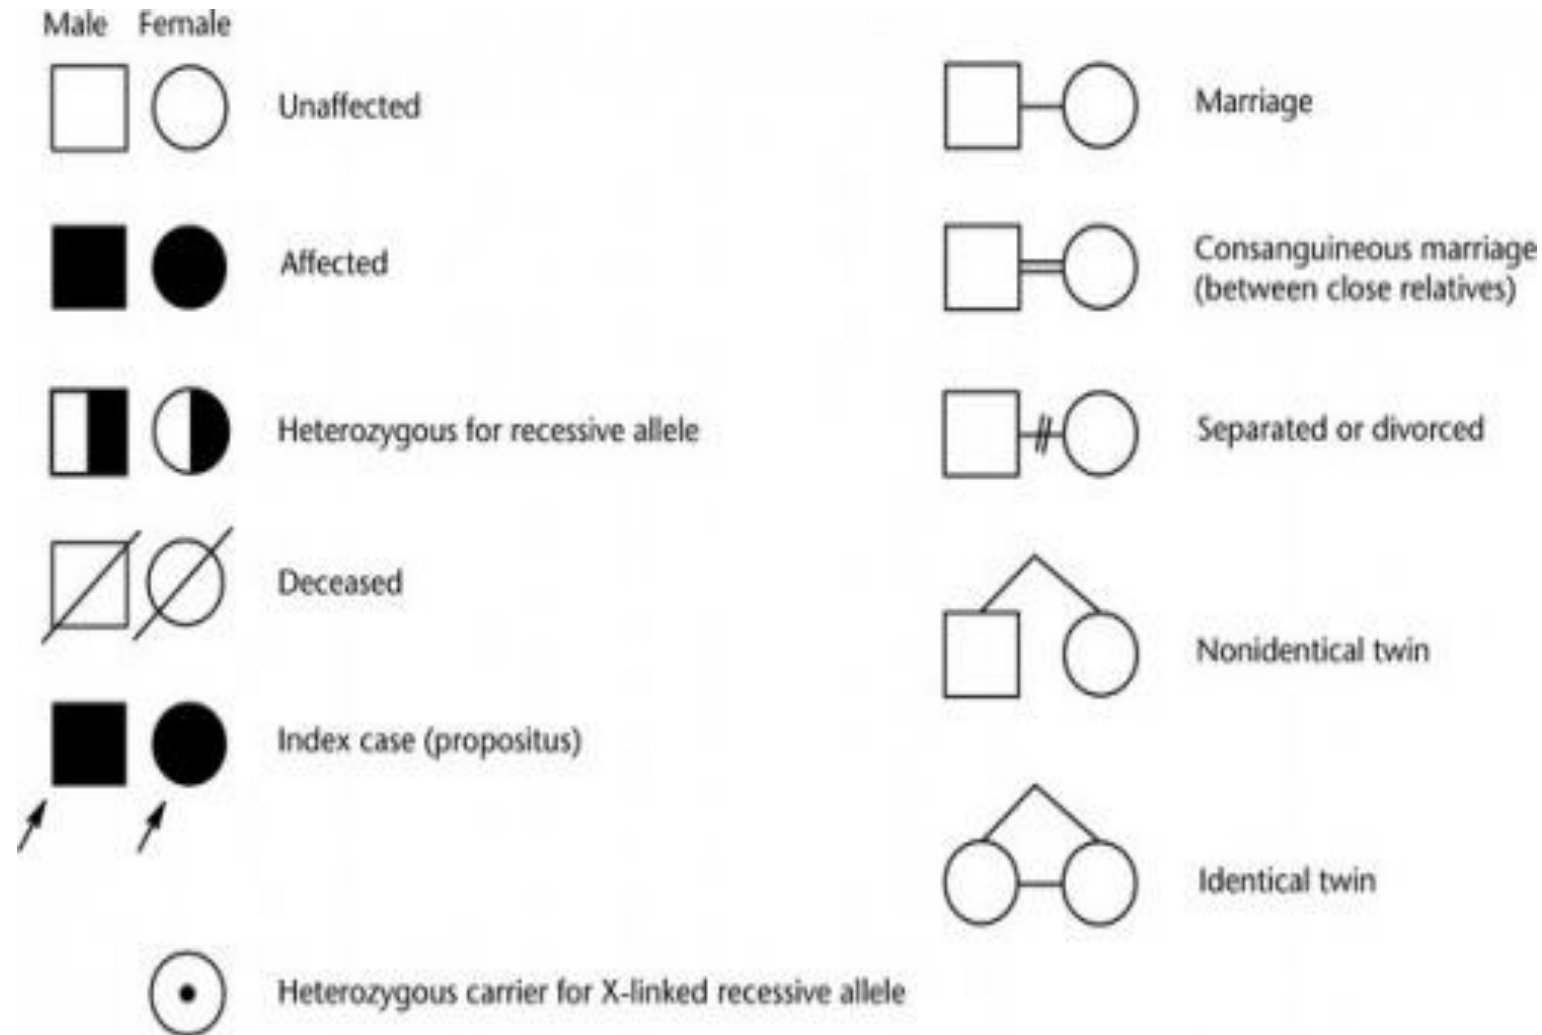 Male Female
Unaffected
Affected
Heterozygous for recessive allele
Deceased
Index case (propositus)
Heterozygous carrier for X-linked recessive allele
Marriage
Consanguineous marriage
(between close relatives)
Separated or divorced
Nonidentical twin
Identical twin